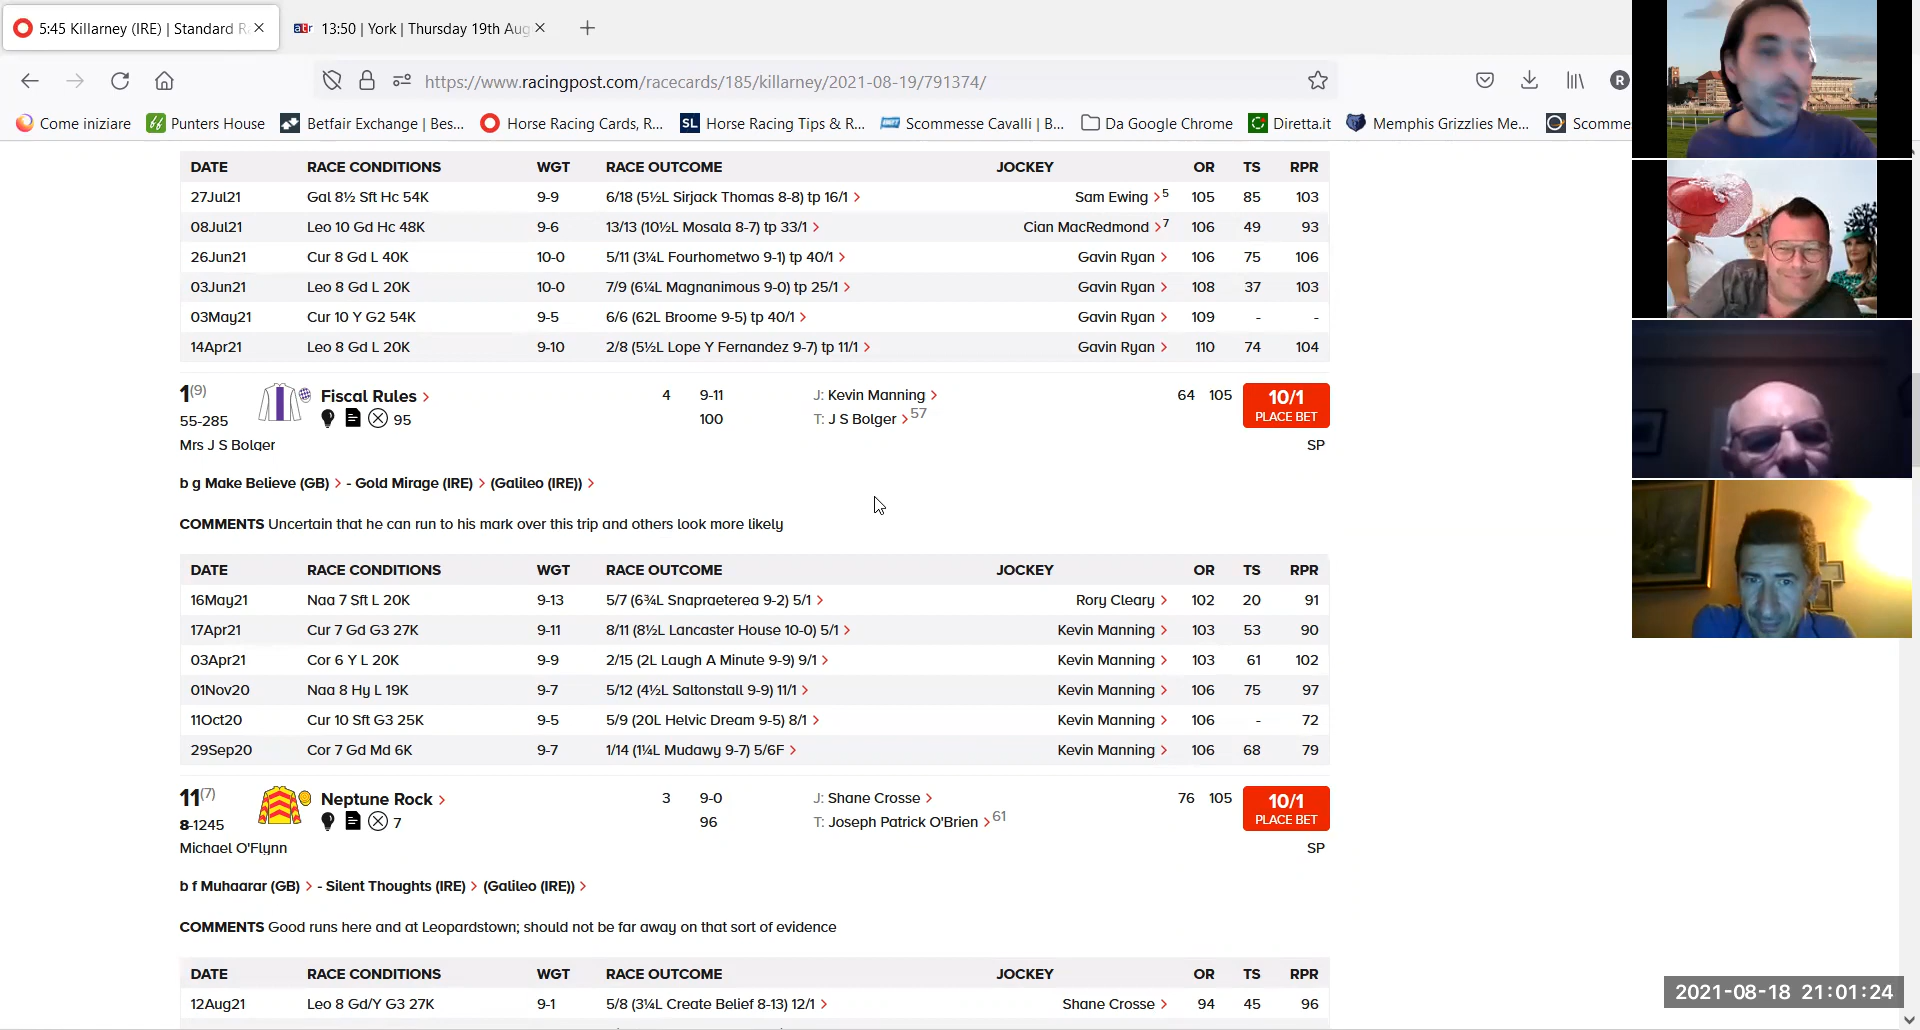 5:45 Killarney (IRE) | Standard R
13:50 | York | Thursday 19th Aug
https://www.racingpost.com/racecards/185/killarney/2021-08-19/791374/
R
Come iniziare Punters House Betfair Exchange | Bes... Horse Racing Cards, R... SL Horse Racing Tips & R... Scommesse Cavalli | B... Da Google Chrome Diretta.it Memphis Grizzlies Me... Scomme
DATE RACE CONDITIONS WGT RACE OUTCOME JOCKEY OR TS RPR
27Jul21 Gal 8½ Sft Hc 54K 9-9 6/18 (5½L Sirjack Thomas 8-8) tp 16/1 Sam Ewing 5 105 85 103
08Jul21 Leo 10 Gd Hc 48K 9-6 13/13 (10½L Mosala 8-7) tp 33/1 Cian MacRedmond 7 106 49 93
26Jun21 Cur 8 Gd L 40K 10-0 5/11 (3¼L Fourhometwo 9-1) tp 40/1 Gavin Ryan 106 75 106
03Jun21 Leo 8 Gd L 20K 10-0 7/9 (6¼L Magnanimous 9-0) tp 25/1 Gavin Ryan 108 37 103
03May21 Cur 10 Y G2 54K 9-5 6/6 (62L Broome 9-5) tp 40/1 Gavin Ryan 109 - -
14Apr21 Leo 8 Gd L 20K 9-10 2/8 (5½L Lope Y Fernandez 9-7) tp 11/1 Gavin Ryan 110 74 104
1(9) Fiscal Rules 4 9-11 J: Kevin Manning 64 105 10/1
55-285 95 100 T: J S Bolger 57 PLACE BET
Mrs J S Bolger SP
b g Make Believe (GB) - Gold Mirage (IRE) (Galileo (IRE))
COMMENTS Uncertain that he can run to his mark over this trip and others look more likely
DATE RACE CONDITIONS WGT RACE OUTCOME JOCKEY OR TS RPR
16May21 Naa 7 Sft L 20K 9-13 5/7 (6¾L Snapraeterea 9-2) 5/1 Rory Cleary 102 20 91
17Apr21 Cur 7 Gd G3 27K 9-11 8/11 (8½L Lancaster House 10-0) 5/1 Kevin Manning 103 53 90
03Apr21 Cor 6 Y L 20K 9-9 2/15 (2L Laugh A Minute 9-9) 9/1 Kevin Manning 103 61 102
01Nov20 Naa 8 Hy L 19K 9-7 5/12 (4½L Saltonstall 9-9) 11/1 Kevin Manning 106 75 97
11Oct20 Cur 10 Sft G3 25K 9-5 5/9 (20L Helvic Dream 9-5) 8/1 Kevin Manning 106 - 72
29Sep20 Cor 7 Gd Md 6K 9-7 1/14 (1¼L Mudawy 9-7) 5/6F Kevin Manning 106 68 79
11(7) Neptune Rock 3 9-0 J: Shane Crosse 76 105 10/1
8-1245 7 96 T: Joseph Patrick O'Brien 61 PLACE BET
Michael O'Flynn SP
b f Muhaarar (GB) - Silent Thoughts (IRE) (Galileo (IRE))
COMMENTS Good runs here and at Leopardstown; should not be far away on that sort of evidence
DATE RACE CONDITIONS WGT RACE OUTCOME JOCKEY OR TS RPR
12Aug21 Leo 8 Gd/Y G3 27K 9-1 5/8 (3¼L Create Belief 8-13) 12/1 Shane Crosse 94 45 96
2021-08-18 21:01:24